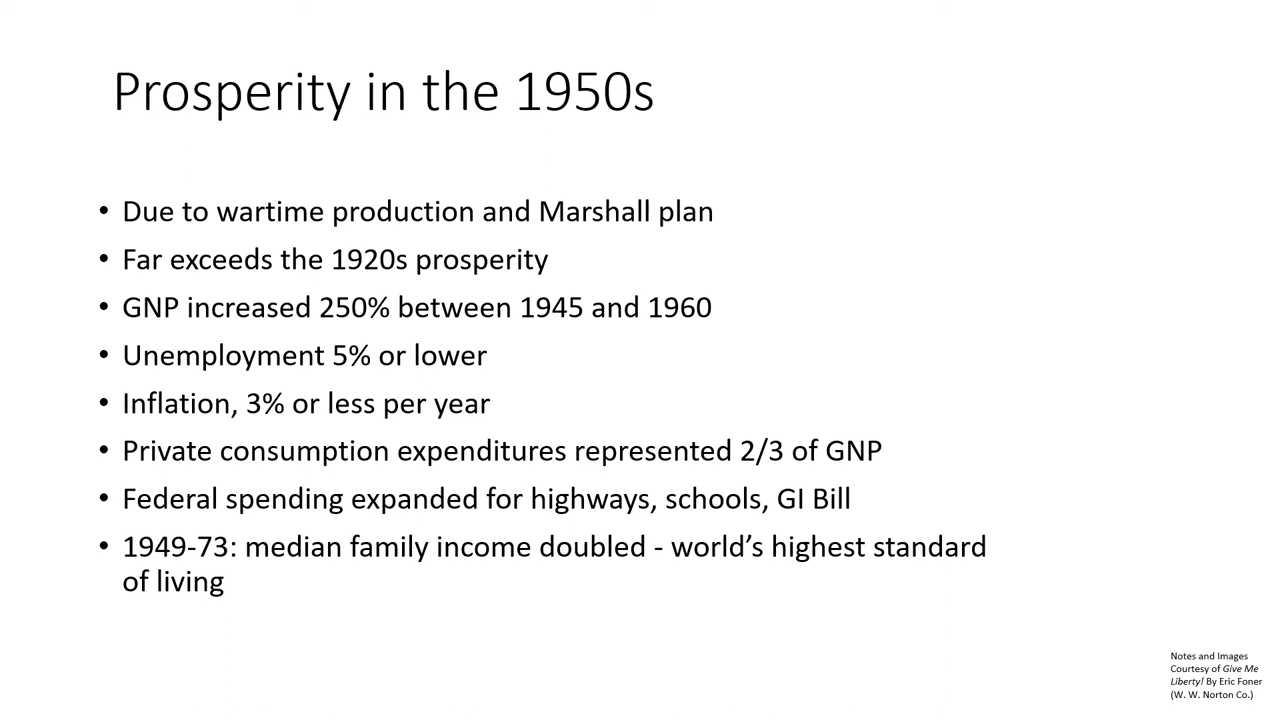 Prosperity in the 1950s
• Due to wartime production and Marshall plan
• Far exceeds the 1920s prosperity
• GNP increased 250% between 1945 and 1960
• Unemployment 5% or lower
• Inflation, 3% or less per year
• Private consumption expenditures represented 2/3 of GNP
• Federal spending expanded for highways, schools, GI Bill
• 1949-73: median family income doubled - world’s highest standard
of living
Notes and Images
Courtesy of Give Me
Liberty! By Eric Foner
(W. W. Norton Co.)